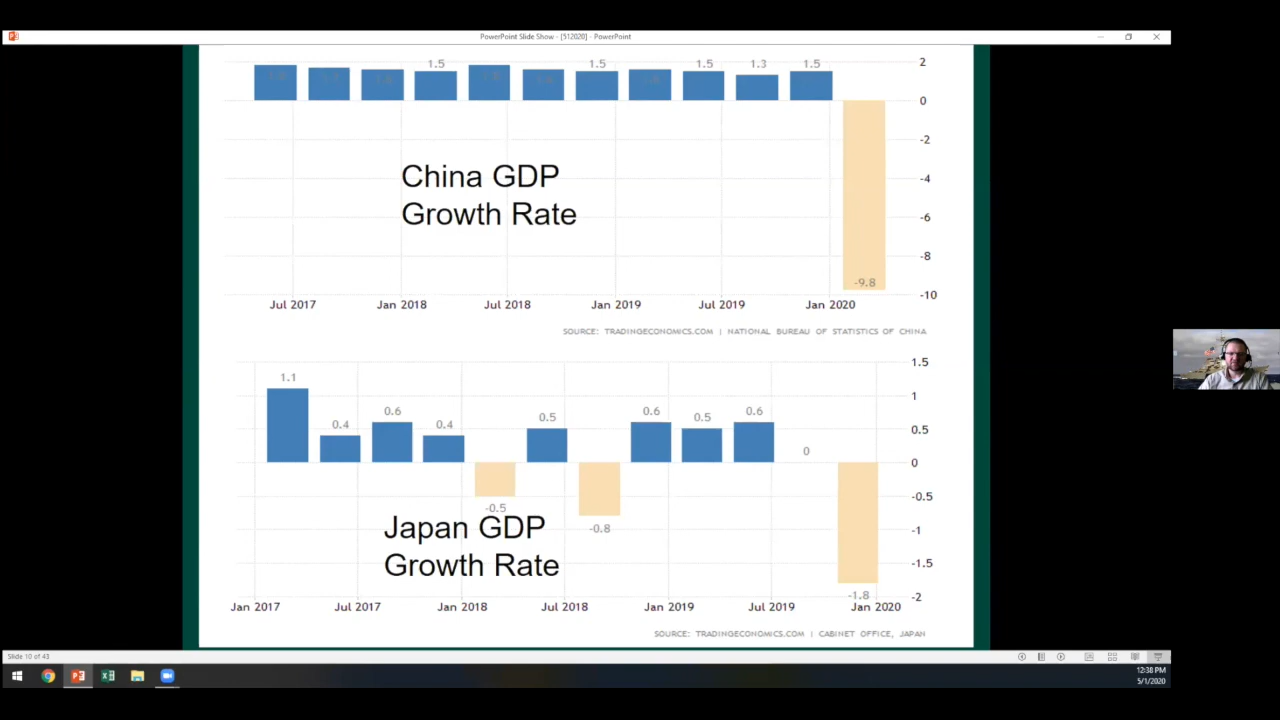 PowerPoint Slide Show - [512020] - PowerPoint
1.5 1.5 1.5 1.3 1.5
2
0
-2
-4
-6
-8
-10
China GDP
Growth Rate
-9.8
Jul 2017 Jan 2018 Jul 2018 Jan 2019 Jul 2019 Jan 2020
SOURCE: TRADINGECONOMICS.COM | NATIONAL BUREAU OF STATISTICS OF CHINA
1.5
1
0.5
0
-0.5
-1
-1.5
-2
1.1 0.4 0.6 0.4 -0.5 0.5 -0.8 0.6 0.5 0.6 0 -1.8
Japan GDP
Growth Rate
Jan 2017 Jul 2017 Jan 2018 Jul 2018 Jan 2019 Jul 2019 Jan 2020
SOURCE: TRADINGECONOMICS.COM | CABINET OFFICE, JAPAN
Slide 10 of 43
12:38 PM
5/1/2020